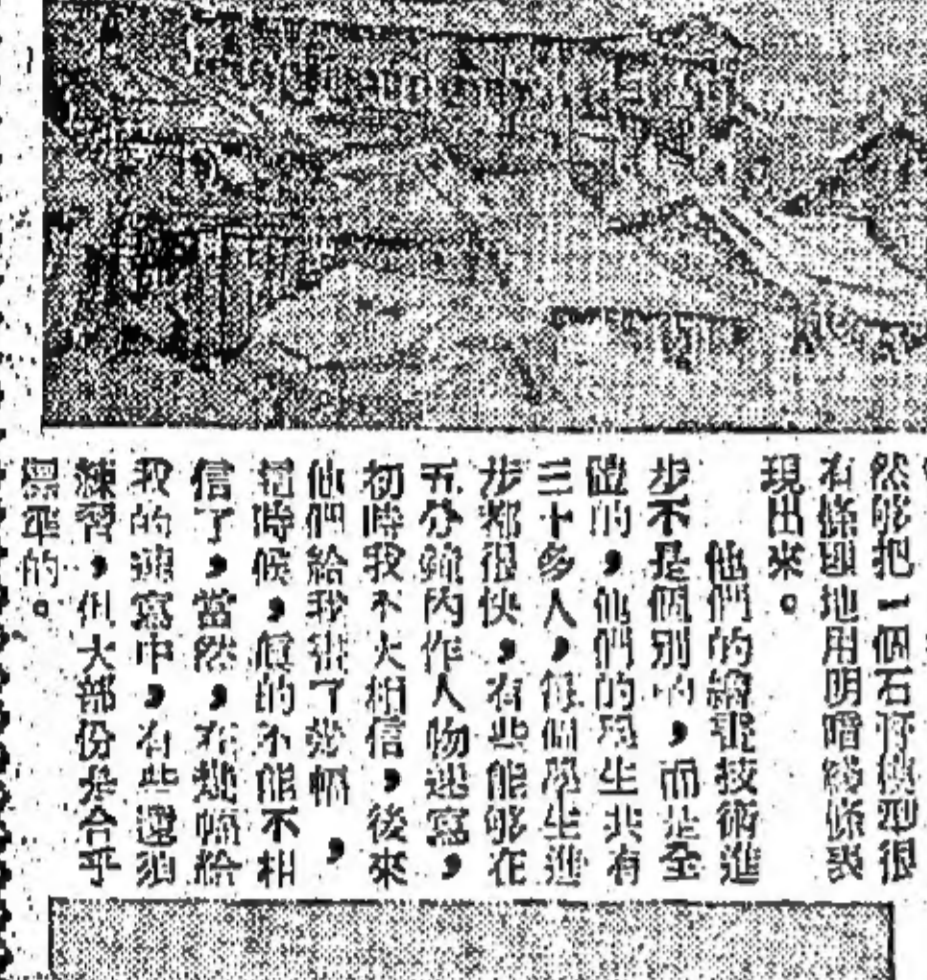 然能把一個石膏模型很
有條理地用明暗線條表
現出來。
他們的繪畫技術進
步不是個別的,而是全
體的,他們的學生共有
三十多人,每個學生進
步都很快,有些能够在
五分鐘內作人物速寫,
初時我不大相信,後來
他們給我畫了幾幅,
這時候,真的不能不相
信了,當然,在幾幅給
我的速寫中,有些還須
練習,但大部份是合乎
標準的。